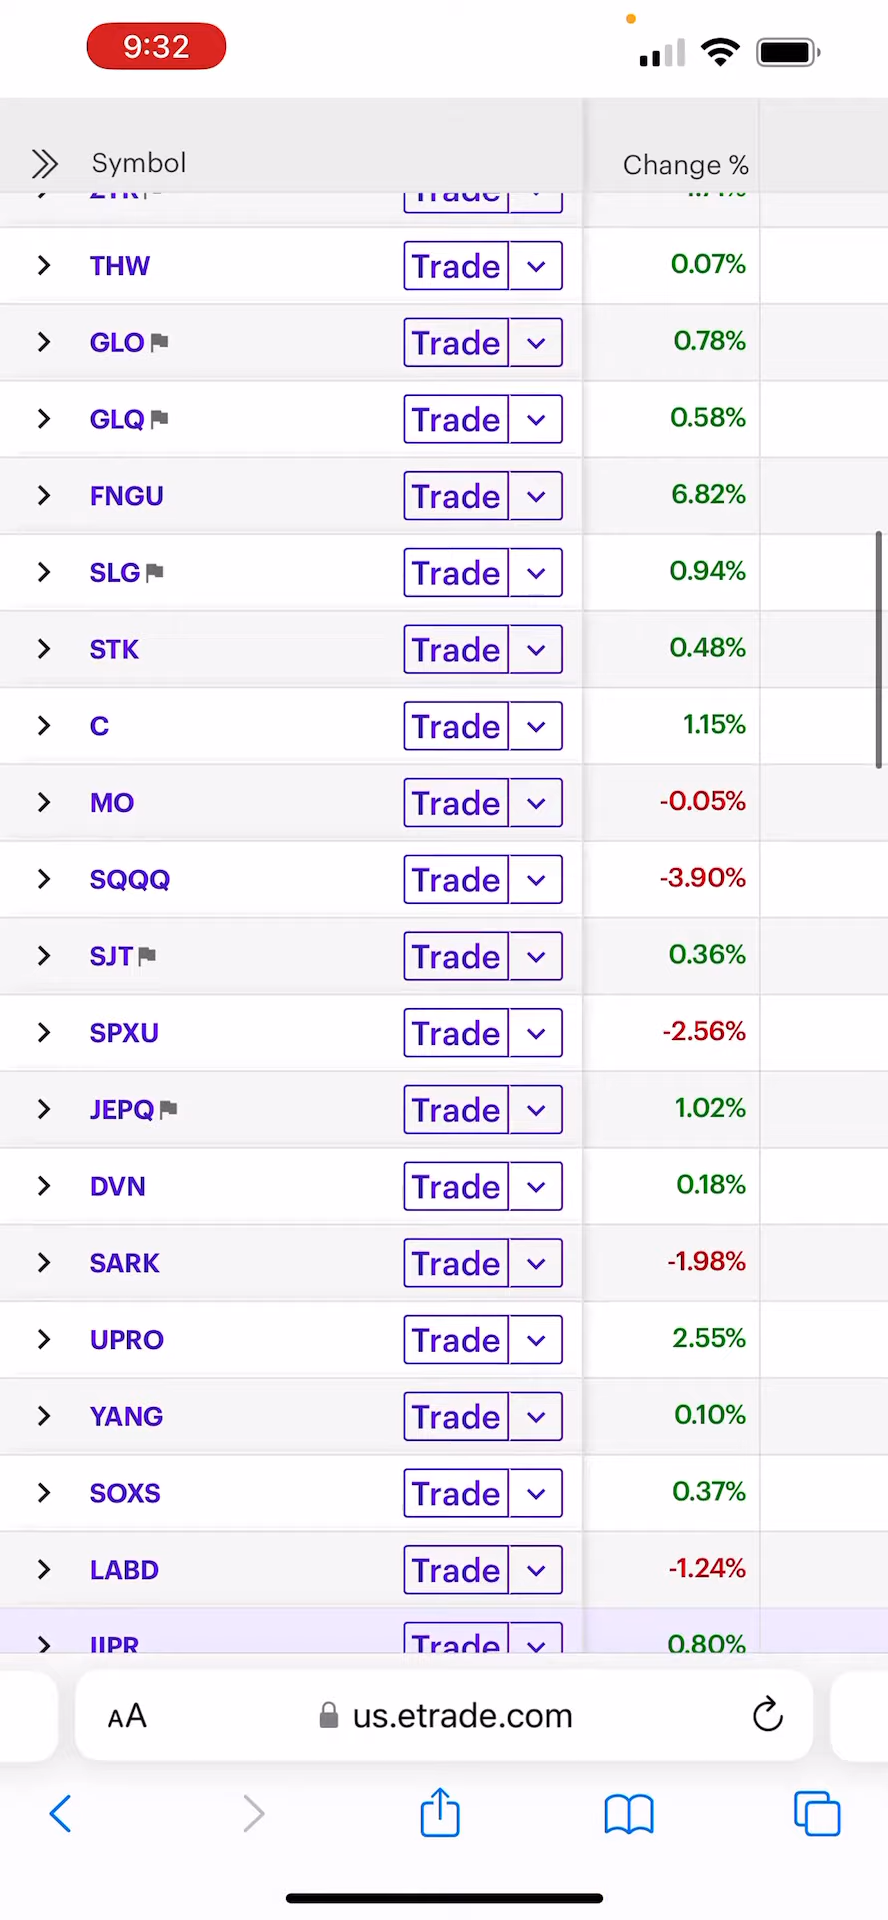 9:32
Symbol Change %
Trade
THW Trade 0.07%
GLO Trade 0.78%
GLQ Trade 0.58%
FNGU Trade 6.82%
SLG Trade 0.94%
STK Trade 0.48%
C Trade 1.15%
MO Trade -0.05%
SQQQ Trade -3.90%
SJT Trade 0.36%
SPXU Trade -2.56%
JEPQ Trade 1.02%
DVN Trade 0.18%
SARK Trade -1.98%
UPRO Trade 2.55%
YANG Trade 0.10%
SOXS Trade 0.37%
LABD Trade -1.24%
IIPR Trade 0.80%
AA us.etrade.com